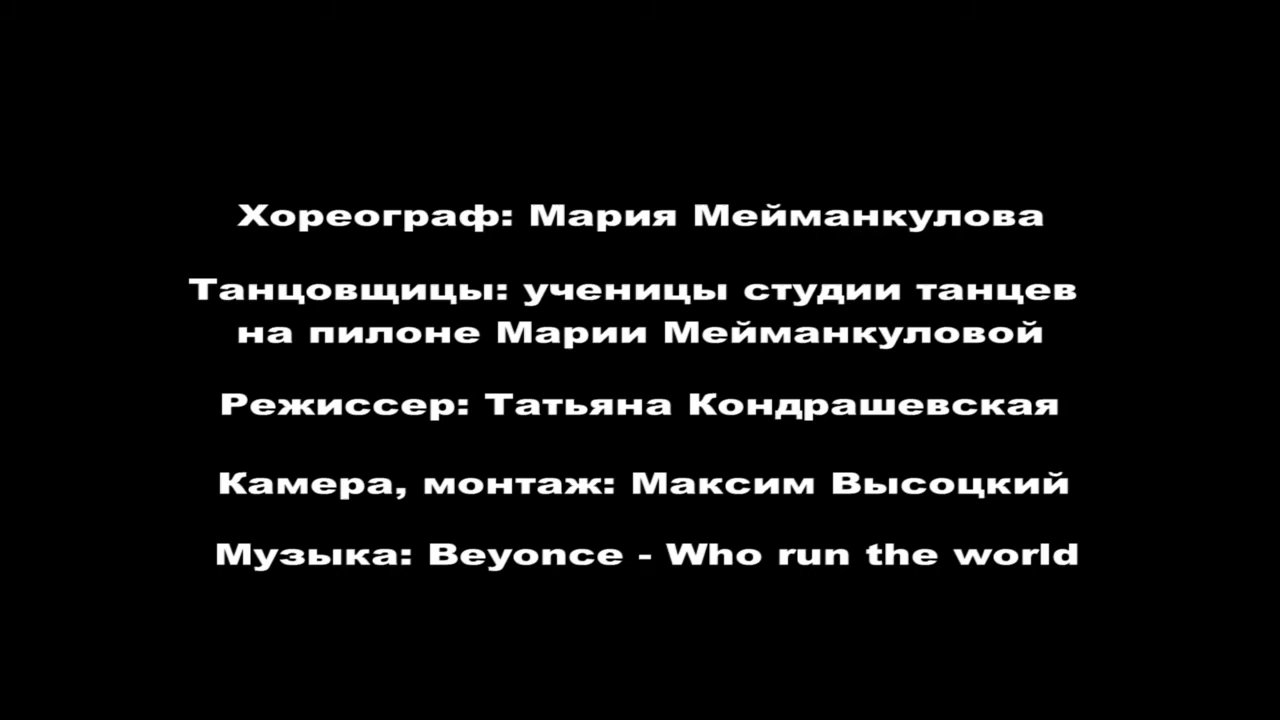 Хореограф: Мария Мейманкулова
Танцовщицы: ученицы студии танцев
на пилоне Марии Мейманкуловой
Режиссер: Татьяна Кондрашевская
Камера, монтаж: Максим Высоцкий
Музыка: Beyonce - Who run the world